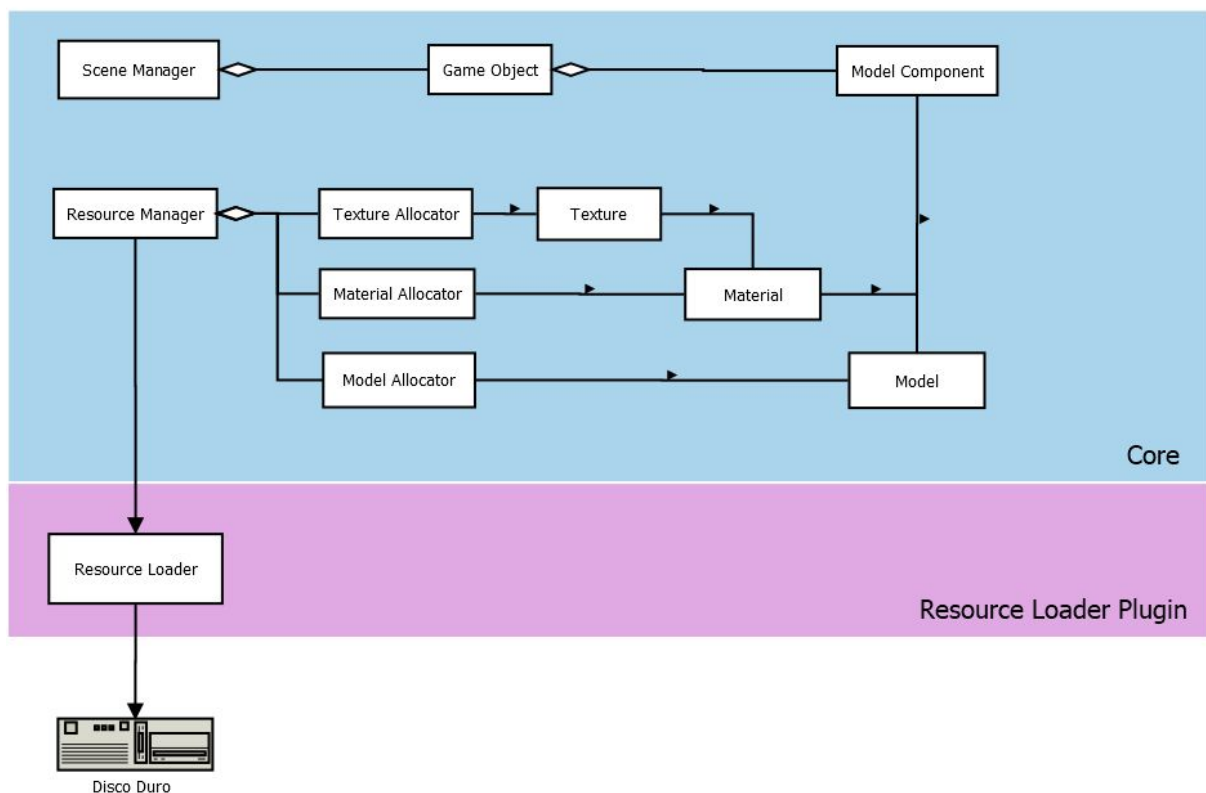 Scene Manager
Game Object
Model Component
Resource Manager
Texture Allocator
Texture
Material Allocator
Material
Model Allocator
Model
Core
Resource Loader
Resource Loader Plugin
Disco Duro